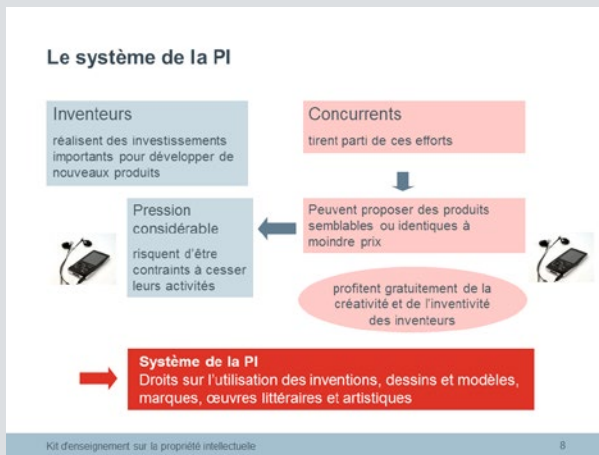 Le système de la PI
Inventeurs
réalisent des investissements
importants pour développer de
nouveaux produits
Concurrents
tirent parti de ces efforts
Pression
considérable
risquent d'être
contraints à cesser
leurs activités
Peuvent proposer des produits
semblables ou identiques à
moindre prix
profitent gratuitement de la
créativité et de l'inventivité
des inventeurs
Système de la PI
Droits sur l'utilisation des inventions, dessins et modèles,
marques, œuvres littéraires et artistiques
Kit d'enseignement sur la propriété intellectuelle
8